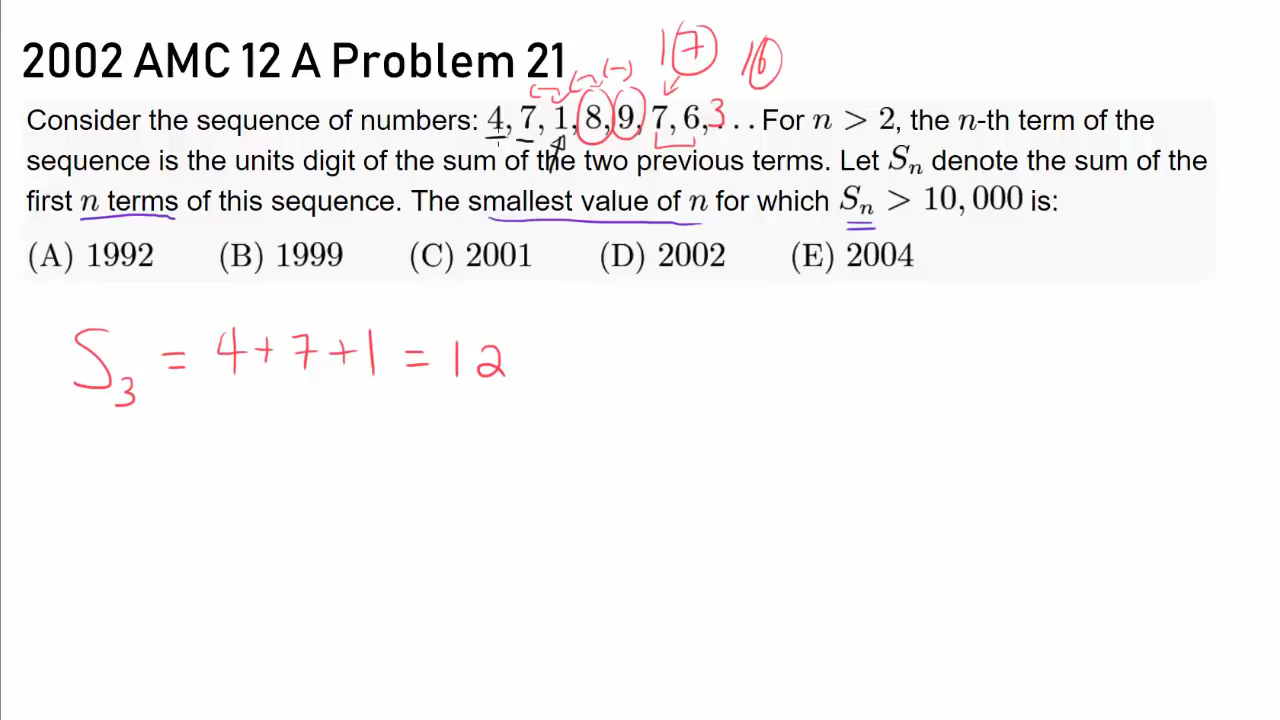 2002 AMC 12 A Problem 21
17 16
Consider the sequence of numbers: 4, 7, 1, 8, 9, 7, 6, 3 ... For n > 2, the n-th term of the
sequence is the units digit of the sum of the two previous terms. Let Sₙ denote the sum of the
first n terms of this sequence. The smallest value of n for which Sₙ > 10,000 is:
(A) 1992 (B) 1999 (C) 2001 (D) 2002 (E) 2004
S₃ = 4+7+1 = 12